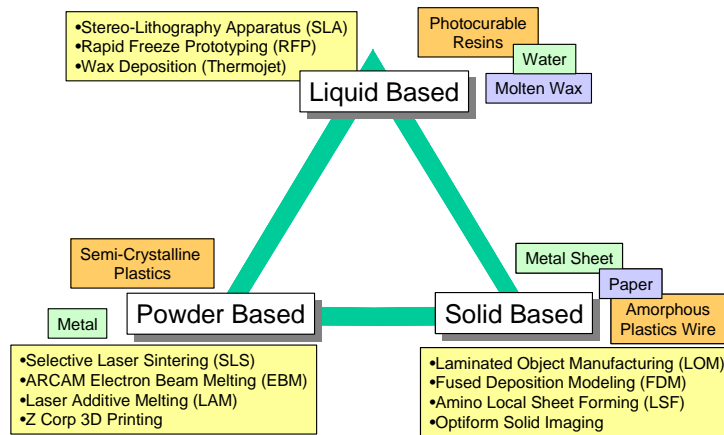 •Stereo-Lithography Apparatus (SLA)
•Rapid Freeze Prototyping (RFP)
•Wax Deposition (Thermojet)
Photocurable
Resins
Water
Molten Wax
Liquid Based
Semi-Crystalline
Plastics
Metal
Powder Based
•Selective Laser Sintering (SLS)
•ARCAM Electron Beam Melting (EBM)
•Laser Additive Melting (LAM)
•Z Corp 3D Printing
Metal Sheet
Paper
Amorphous
Plastics Wire
Solid Based
•Laminated Object Manufacturing (LOM)
•Fused Deposition Modeling (FDM)
•Amino Local Sheet Forming (LSF)
•Optiform Solid Imaging